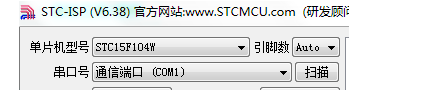 STC-ISP (V6.38) 官方网站:www.STCMCU.com (研发顾问
单片机型号 STC15F104W 引脚数 Auto
串口号 通信端口 (COM1) 扫描